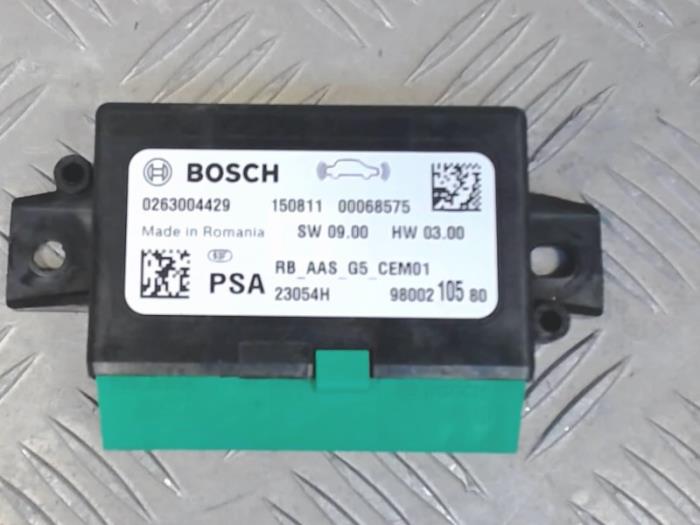 BOSCH
0263004429 150811 00068575
Made in Romania SW 09.00 HW 03.00
RB_AAS_G5_CEM01
PSA 23054H 98002 105 80